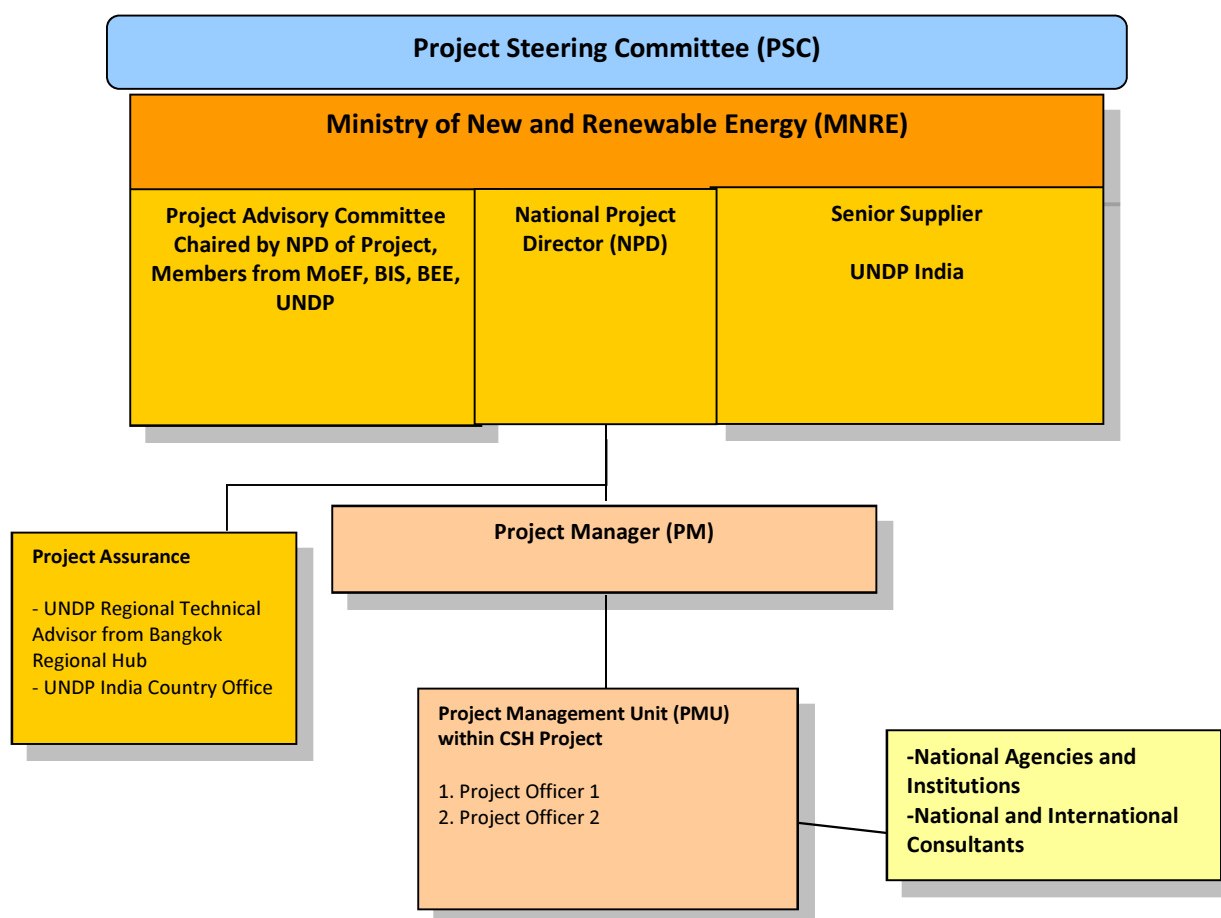 Project Steering Committee (PSC)
Ministry of New and Renewable Energy (MNRE)
Project Advisory Committee
Chaired by NPD of Project,
Members from MoEF, BIS, BEE,
UNDP
National Project
Director (NPD)
Senior Supplier
UNDP India
Project Manager (PM)
Project Assurance
- UNDP Regional Technical
Advisor from Bangkok
Regional Hub
- UNDP India Country Office
Project Management Unit (PMU)
within CSH Project
1. Project Officer 1
2. Project Officer 2
-National Agencies and
Institutions
-National and International
Consultants